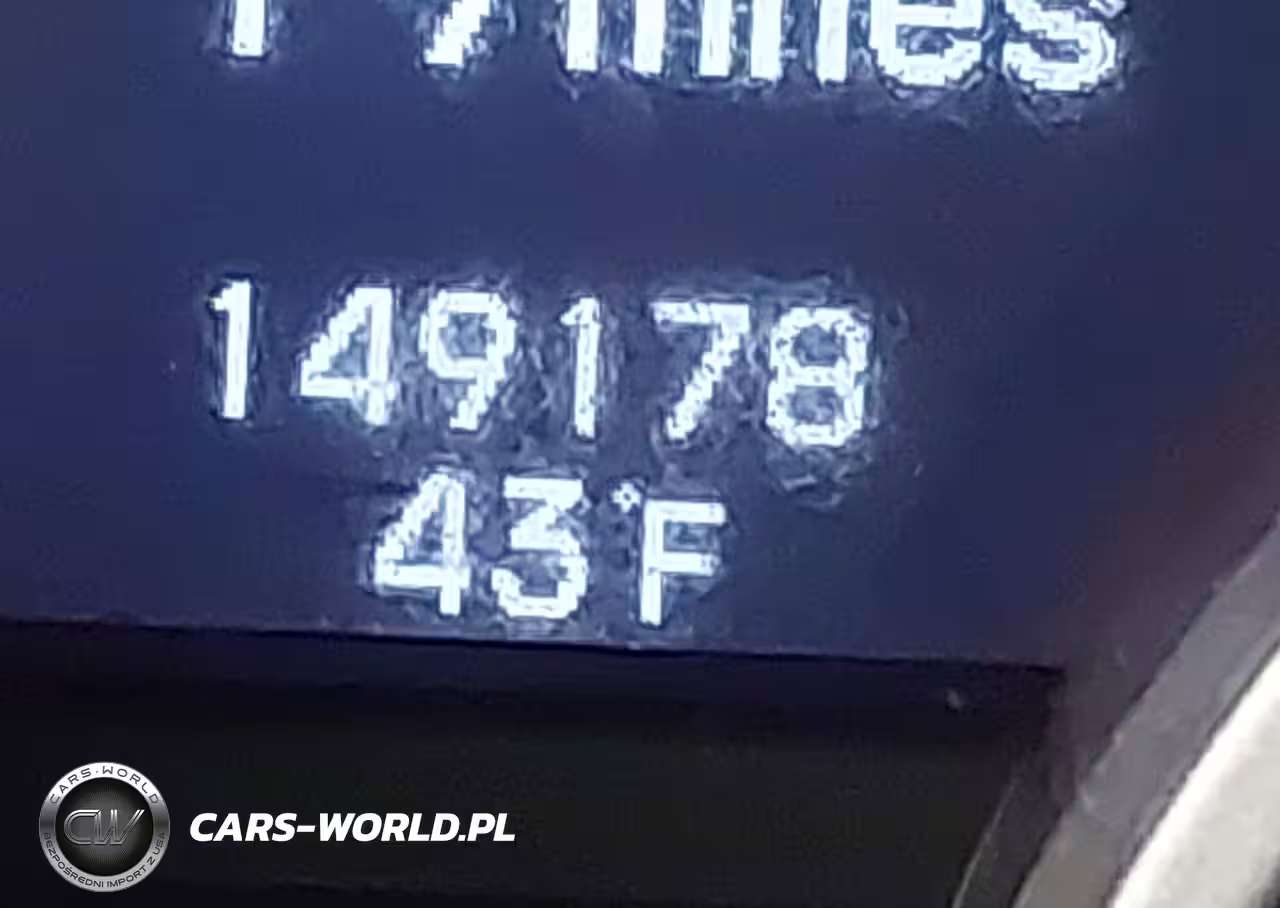 miles
149178
43°F
CARS-WORLD
CW
BEZPOŚREDNI IMPORT Z USA
CARS-WORLD.PL